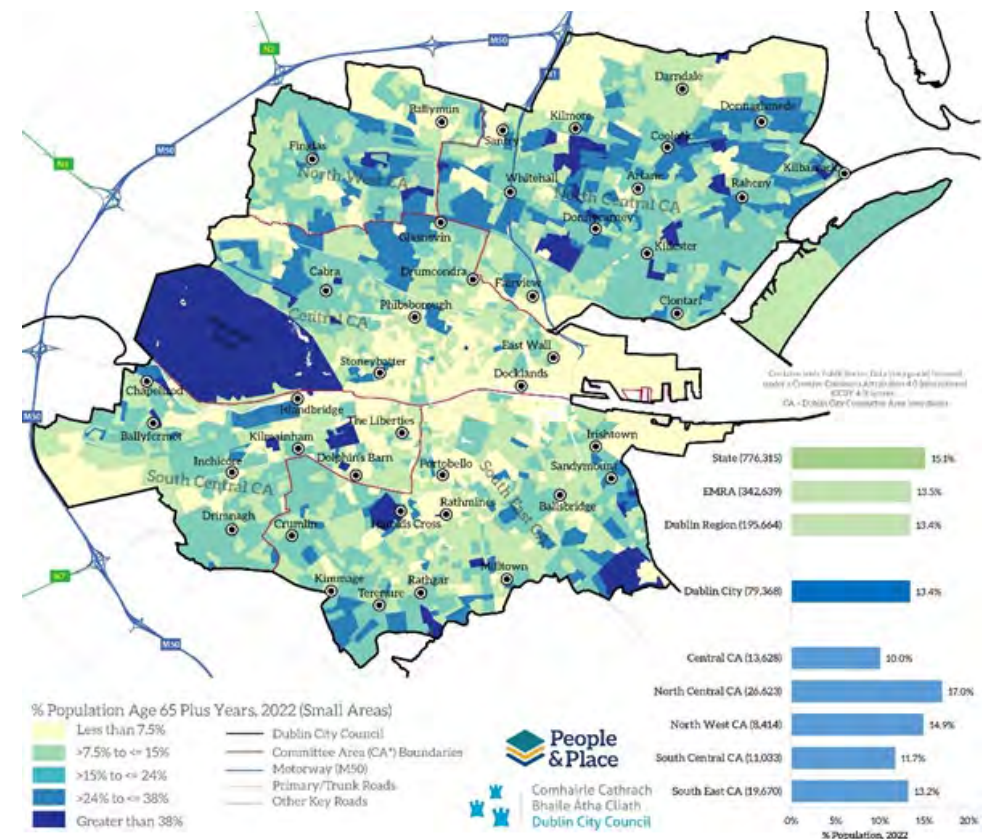 M50
N2
M1
Darndale
Ballymun
Kilmore
Donnaghmede
Santry
Coolock
Finglas
M50
North West CA
Whitehall
Artane
Kilbarrack
N3
North Central CA
Raheny
Donnycarney
Glasnevin
Killester
Cabra
Drumcondra
Fairview
Phibsborough
Clontarf
Central CA
East Wall
Stoneybatter
Docklands
Chapelizod
M50
Islandbridge
Ballyfermot
Kilmainham
The Liberties
Irishtown
Inchicore
Dolphin's Barn
Portobello
Sandymount
South Central CA
South East CA
Ballsbridge
Rathmines
Drimnagh
Harolds Cross
Crumlin
Milltown
Kimmage
Rathgar
Terenure
N7
M50
State (776,315) 15.1%
EMRA (342,639) 13.5%
Dublin Region (195,664) 13.4%
Dublin City (79,368) 13.4%
Central CA (13,628) 10.0%
North Central CA (26,623) 17.0%
North West CA (8,414) 14.9%
South Central CA (11,033) 11.7%
South East CA (19,670) 13.2%
0% 5% 10% 15% 20%
% Population, 2022
% Population Age 65 Plus Years, 2022 (Small Areas)
Less than 7.5%
>7.5% to <= 15%
>15% to <= 24%
>24% to <= 38%
Greater than 38%
Dublin City Council
Committee Area (CA*) Boundaries
Motorway (M50)
Primary/Trunk Roads
Other Key Roads
People
& Place
Comhairle Cathrach
Bhaile Átha Cliath
Dublin City Council